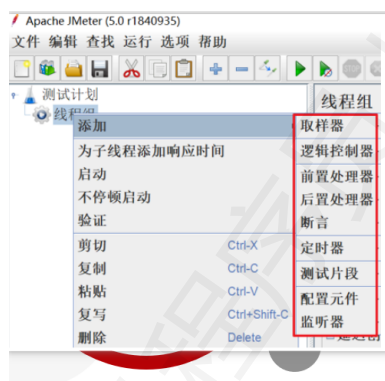 Apache JMeter (5.0 r1840935)
文件 编辑 查找 运行 选项 帮助
测试计划
线程组
线程组
添加
为子线程添加响应时间
启动
不停顿启动
验证
剪切 Ctrl-X
复制 Ctrl-C
粘贴 Ctrl-V
复写 Ctrl+Shift-C
删除 Delete
取样器
逻辑控制器
前置处理器
后置处理器
断言
定时器
测试片段
配置元件
监听器